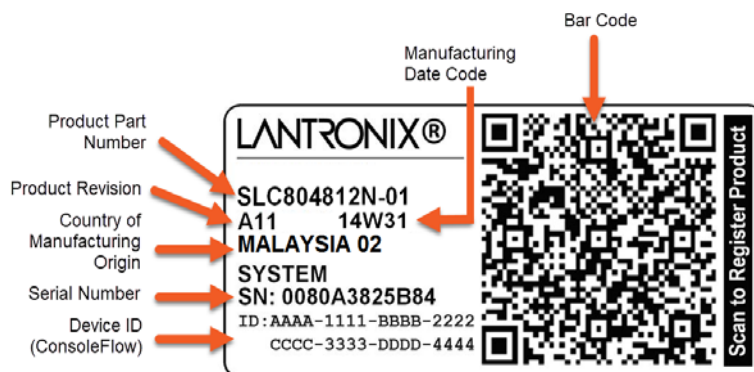 Bar Code
Manufacturing
Date Code
Product Part
Number
Product Revision
Country of
Manufacturing
Origin
Serial Number
Device ID
(ConsoleFlow)
LANTRONIX®
SLC804812N-01
A11 14W31
MALAYSIA 02
SYSTEM
SN: 0080A3825B84
ID:AAAA-1111-BBBB-2222
CCCC-3333-DDDD-4444
Scan to Register Product